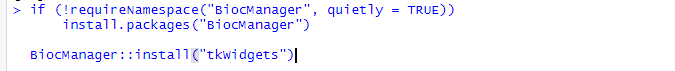 > if (!requireNamespace("BiocManager", quietly = TRUE))
      install.packages("BiocManager")
  BiocManager::install("tkWidgets")